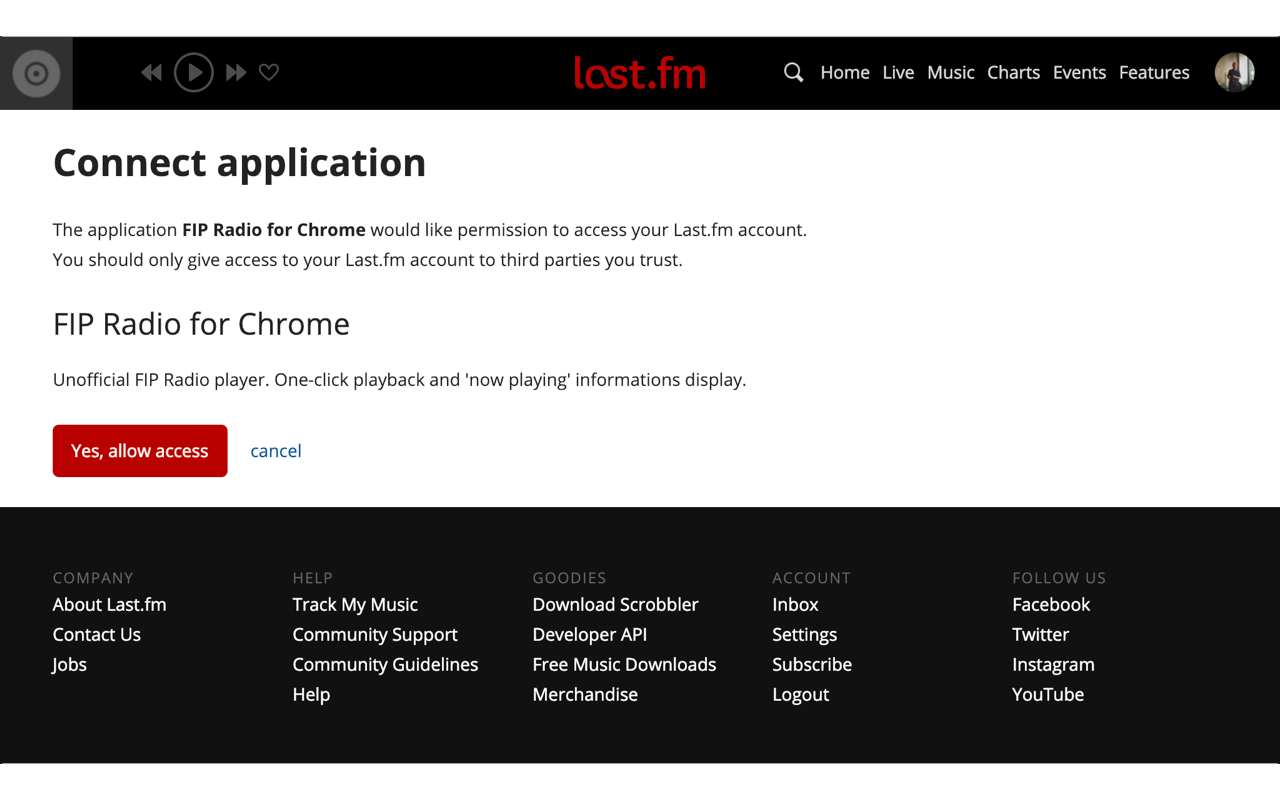 last.fm
Home Live Music Charts Events Features
Connect application
The application FIP Radio for Chrome would like permission to access your Last.fm account.
You should only give access to your Last.fm account to third parties you trust.
FIP Radio for Chrome
Unofficial FIP Radio player. One-click playback and 'now playing' informations display.
Yes, allow access cancel
COMPANY
About Last.fm
Contact Us
Jobs
HELP
Track My Music
Community Support
Community Guidelines
Help
GOODIES
Download Scrobbler
Developer API
Free Music Downloads
Merchandise
ACCOUNT
Inbox
Settings
Subscribe
Logout
FOLLOW US
Facebook
Twitter
Instagram
YouTube